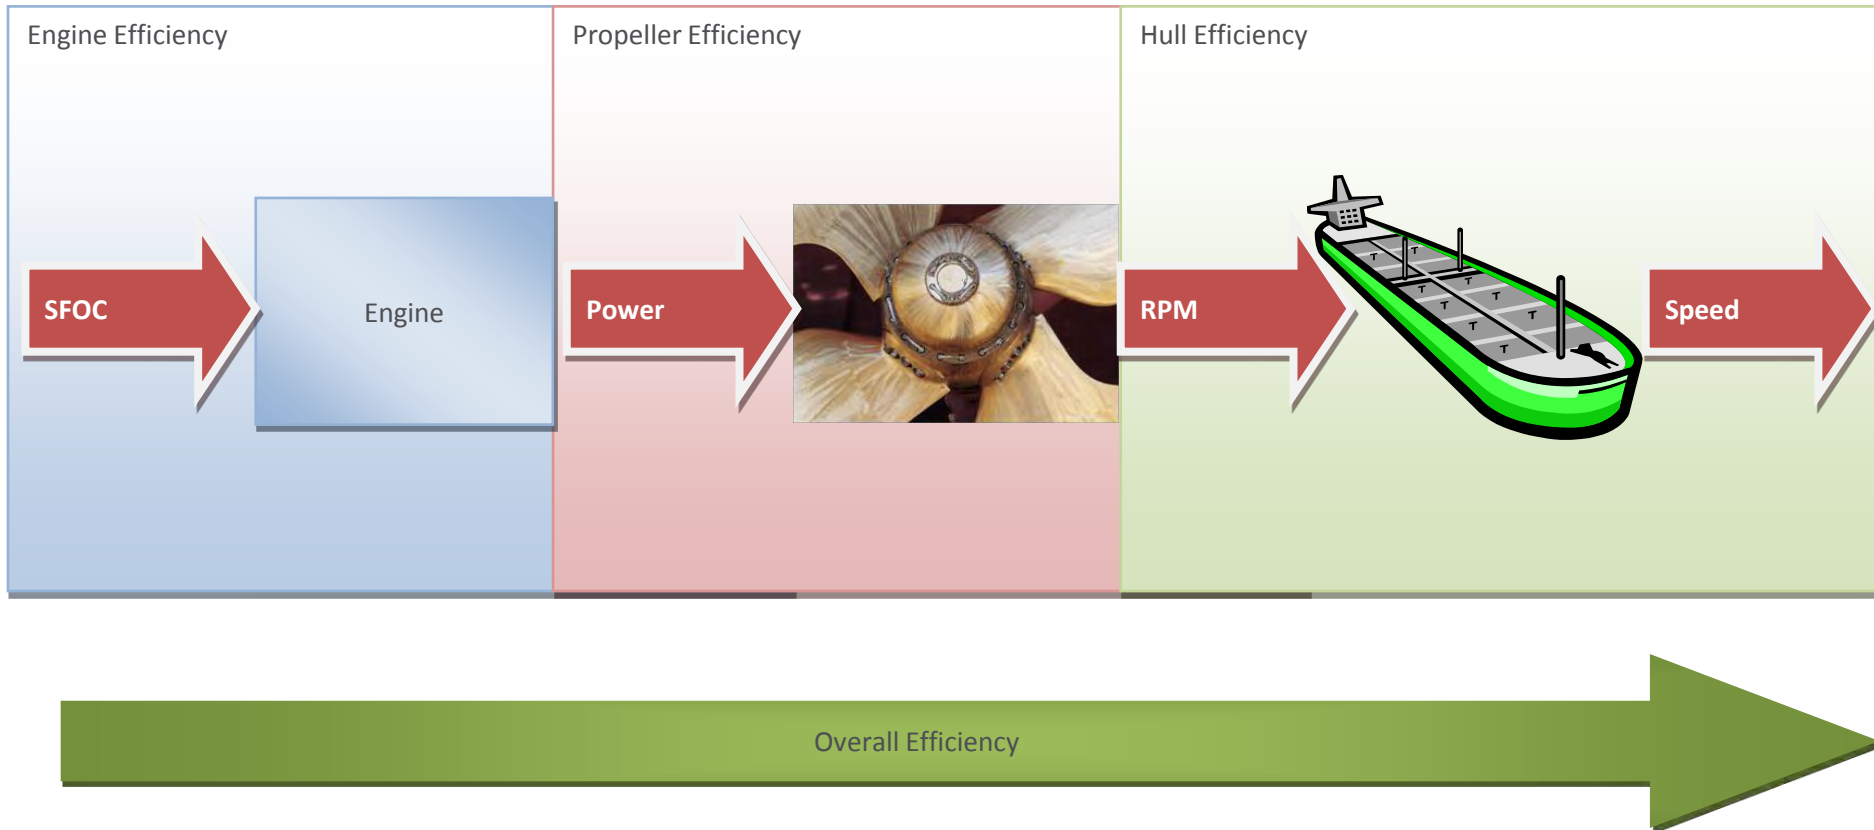 Engine Efficiency
Propeller Efficiency
Hull Efficiency
SFOC
Engine
Power
RPM
Speed
Overall Efficiency